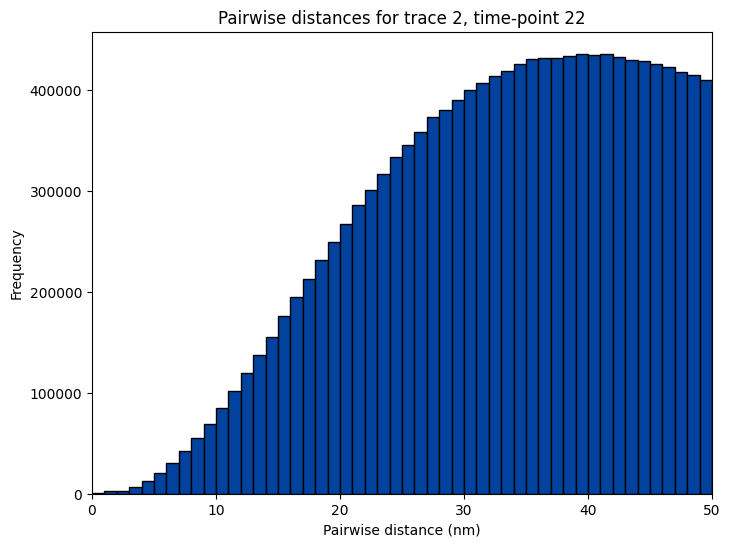 Pairwise distances for trace 2, time-point 22
400000
300000
200000
100000
0
Frequency
0 10 20 30 40 50
Pairwise distance (nm)